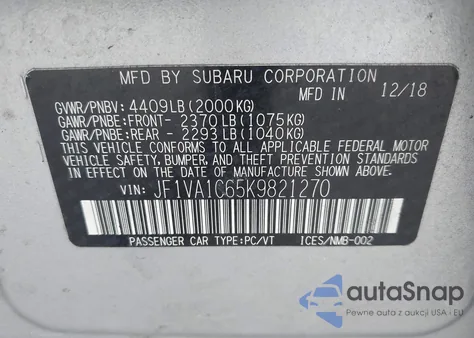 MFD BY SUBARU CORPORATION
MFD IN 12/18
GVWR/PNBV: 4409LB (2000KG)
GAWR/PNBE:FRONT- 2370LB (1075KG)
GAWR/PNBE:REAR - 2293LB (1040KG)
THIS VEHICLE CONFORMS TO ALL APPLICABLE FEDERAL MOTOR
VEHICLE SAFETY, BUMPER, AND THEFT PREVENTION STANDARDS
IN EFFECT ON THE DATE OF MANUFACTURE SHOWN ABOVE.
VIN: JF1VA1C65K9821270
PASSENGER CAR TYPE:PC/VT ICES/NMB-002
autoSnap
Pewne auta z aukcji USA i EU